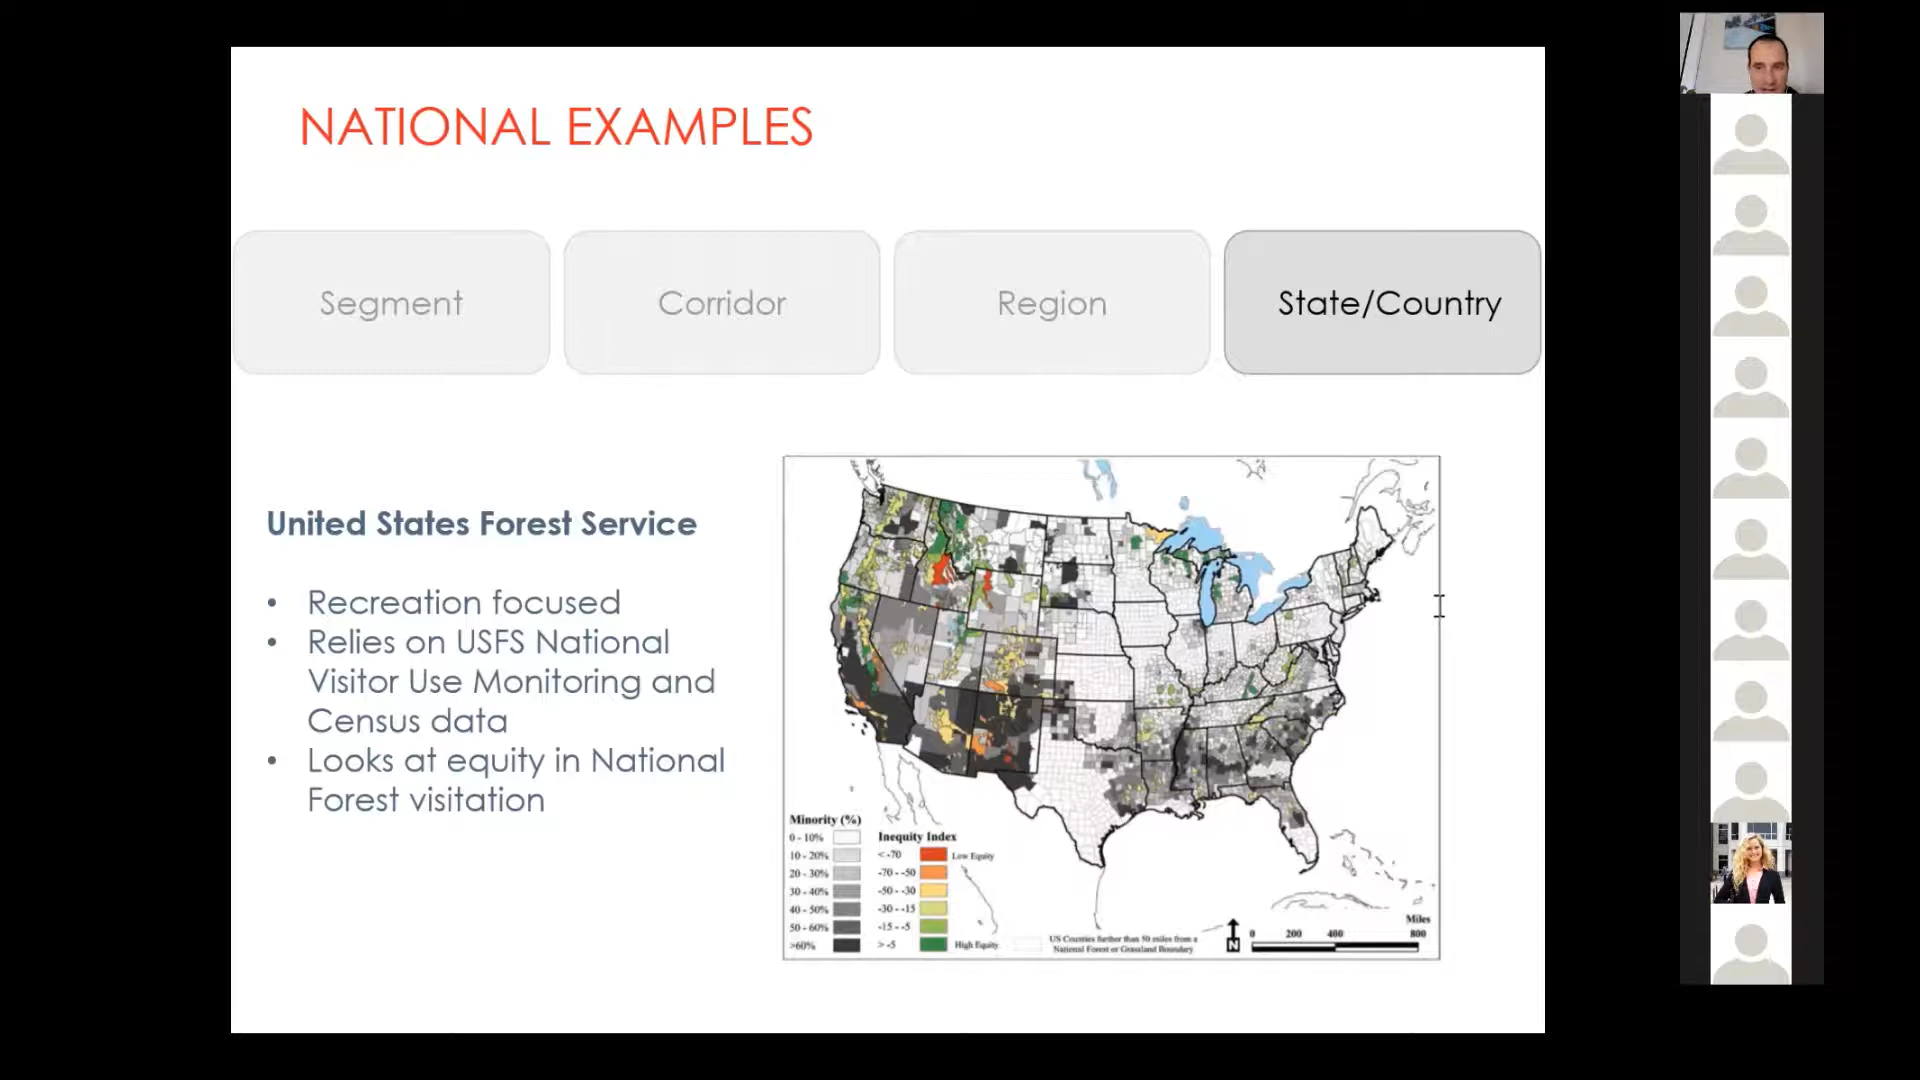 NATIONAL EXAMPLES
Segment
Corridor
Region
State/Country
United States Forest Service
• Recreation focused
• Relies on USFS National
Visitor Use Monitoring and
Census data
• Looks at equity in National
Forest visitation
Minority (%)
0 - 10%
10 - 20%
20 - 30%
30 - 40%
40 - 50%
50 - 60%
>60%
Inequity Index
< -70 Low Equity
-70 - -50
-50 - -30
-30 - -15
-15 - -5
> -5 High Equity
US Counties further than 50 miles from a
National Forest or Grassland Boundary
N
Miles
0 200 400 800